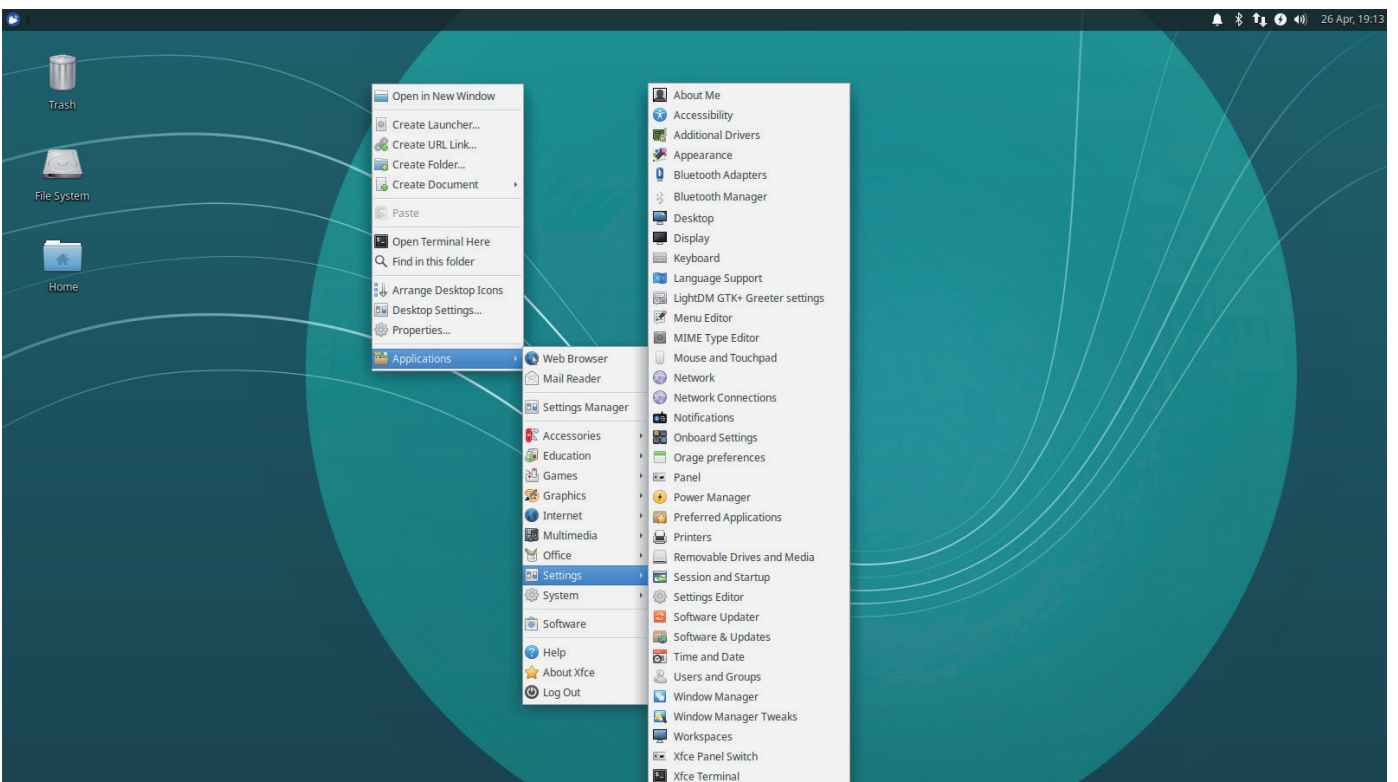 26 Apr, 19:13
Trash
File System
Home
Open in New Window
Create Launcher...
Create URL Link...
Create Folder...
Create Document
Paste
Open Terminal Here
Find in this folder
Arrange Desktop Icons
Desktop Settings...
Properties...
Applications
Web Browser
Mail Reader
Settings Manager
Accessories
Education
Games
Graphics
Internet
Multimedia
Office
Settings
System
Software
Help
About Xfce
Log Out
About Me
Accessibility
Additional Drivers
Appearance
Bluetooth Adapters
Bluetooth Manager
Desktop
Display
Keyboard
Language Support
LightDM GTK+ Greeter settings
Menu Editor
MIME Type Editor
Mouse and Touchpad
Network
Network Connections
Notifications
Onboard Settings
Orage preferences
Panel
Power Manager
Preferred Applications
Printers
Removable Drives and Media
Session and Startup
Settings Editor
Software Updater
Software & Updates
Time and Date
Users and Groups
Window Manager
Window Manager Tweaks
Workspaces
Xfce Panel Switch
Xfce Terminal